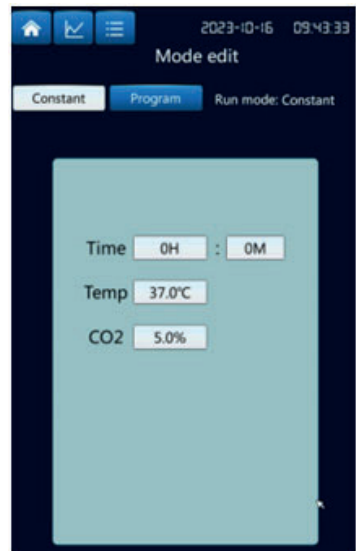 2023-10-16 09:43:33
Mode edit
Constant Program Run mode: Constant
Time 0H : 0M
Temp 37.0℃
CO2 5.0%